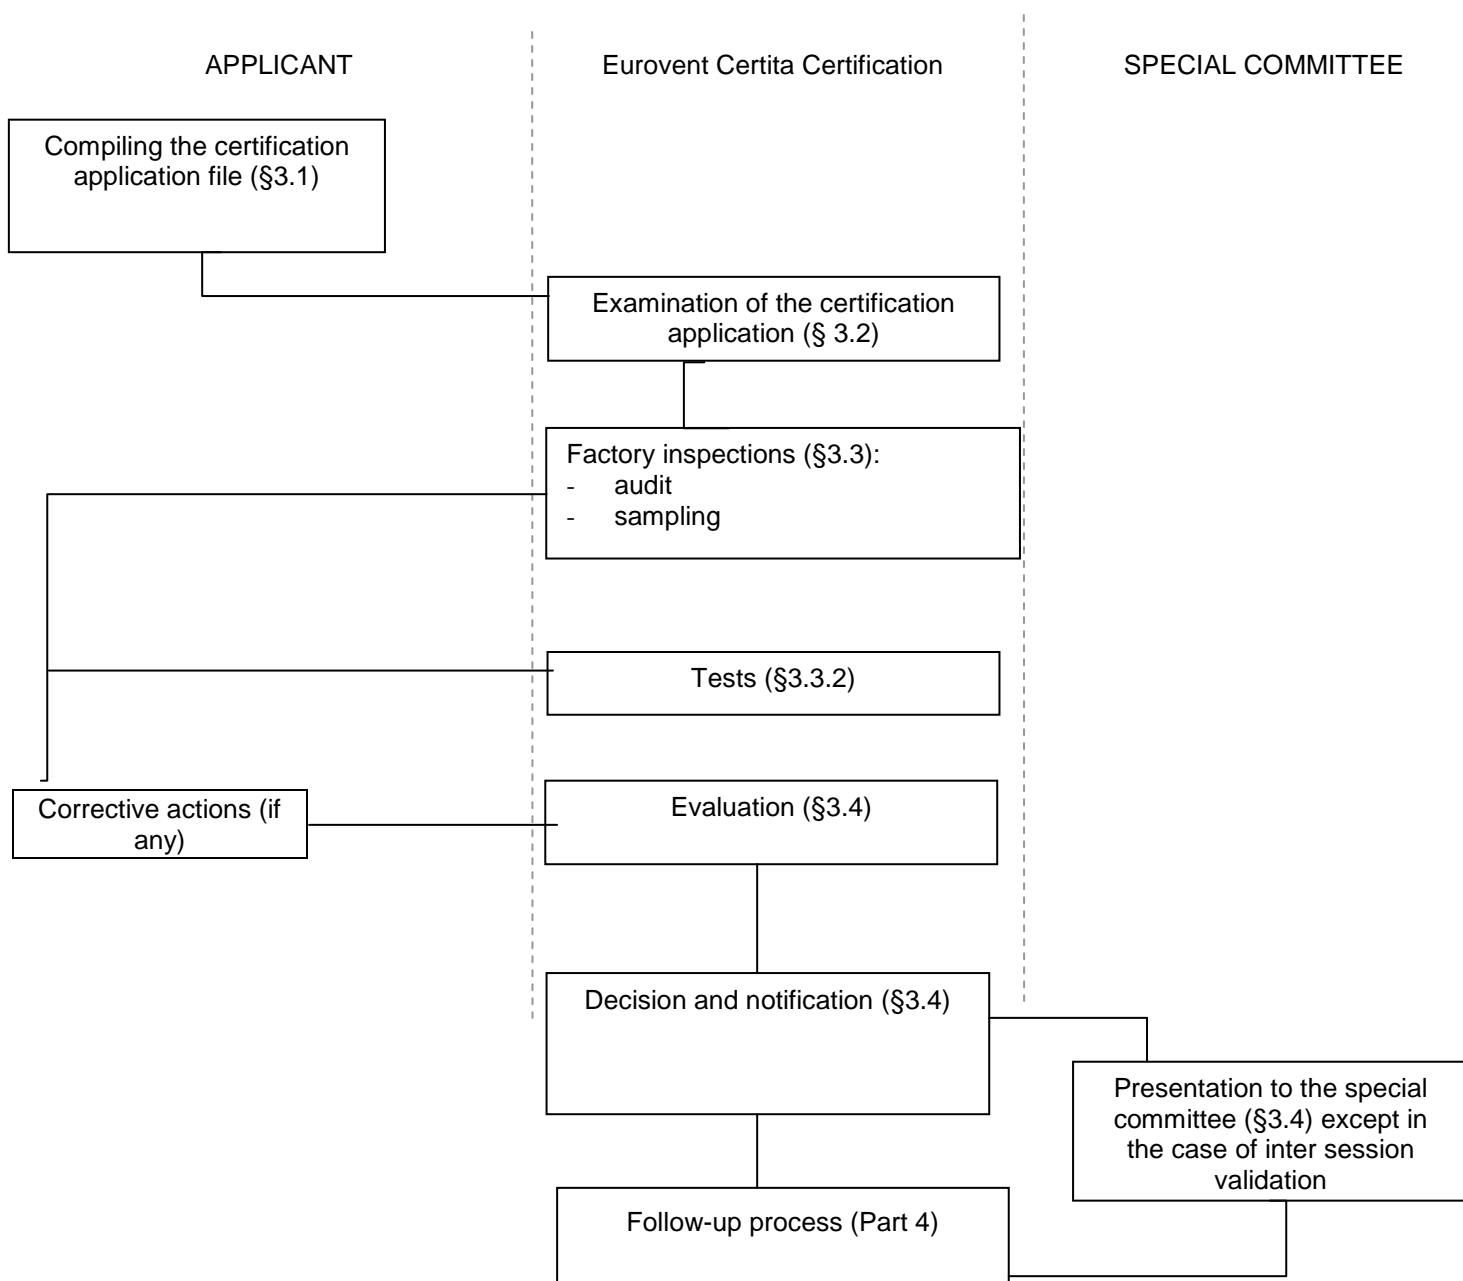 APPLICANT
Eurovent Certita Certification
SPECIAL COMMITTEE
Compiling the certification
application file (§3.1)
Examination of the certification
application (§ 3.2)
Factory inspections (§3.3):
- audit
- sampling
Tests (§3.3.2)
Corrective actions (if
any)
Evaluation (§3.4)
Decision and notification (§3.4)
Presentation to the special
committee (§3.4) except in
the case of inter session
validation
Follow-up process (Part 4)